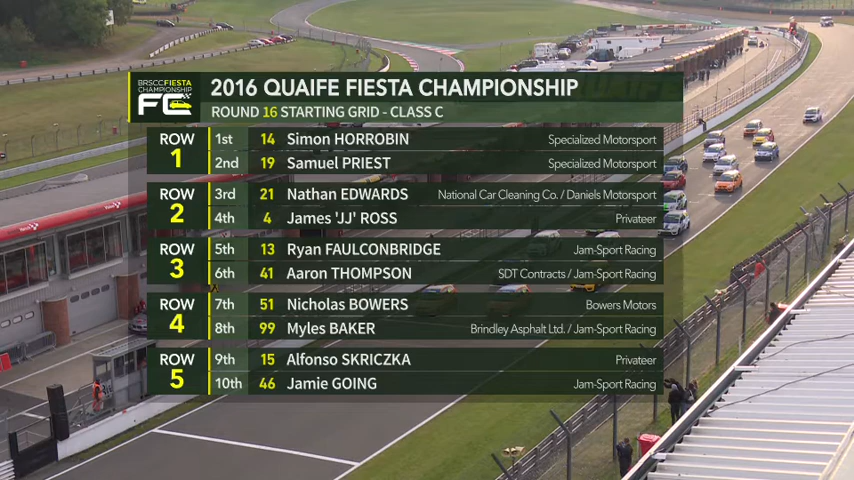 BRSCC FIESTA
CHAMPIONSHIP
FC
2016 QUAIFE FIESTA CHAMPIONSHIP
ROUND 16 STARTING GRID - CLASS C
ROW 1
1st 14 Simon HORROBIN Specialized Motorsport
2nd 19 Samuel PRIEST Specialized Motorsport
ROW 2
3rd 21 Nathan EDWARDS National Car Cleaning Co. / Daniels Motorsport
4th 4 James 'JJ' ROSS Privateer
ROW 3
5th 13 Ryan FAULCONBRIDGE Jam-Sport Racing
6th 41 Aaron THOMPSON SDT Contracts / Jam-Sport Racing
ROW 4
7th 51 Nicholas BOWERS Bowers Motors
8th 99 Myles BAKER Brindley Asphalt Ltd. / Jam-Sport Racing
ROW 5
9th 15 Alfonso SKRICZKA Privateer
10th 46 Jamie GOING Jam-Sport Racing